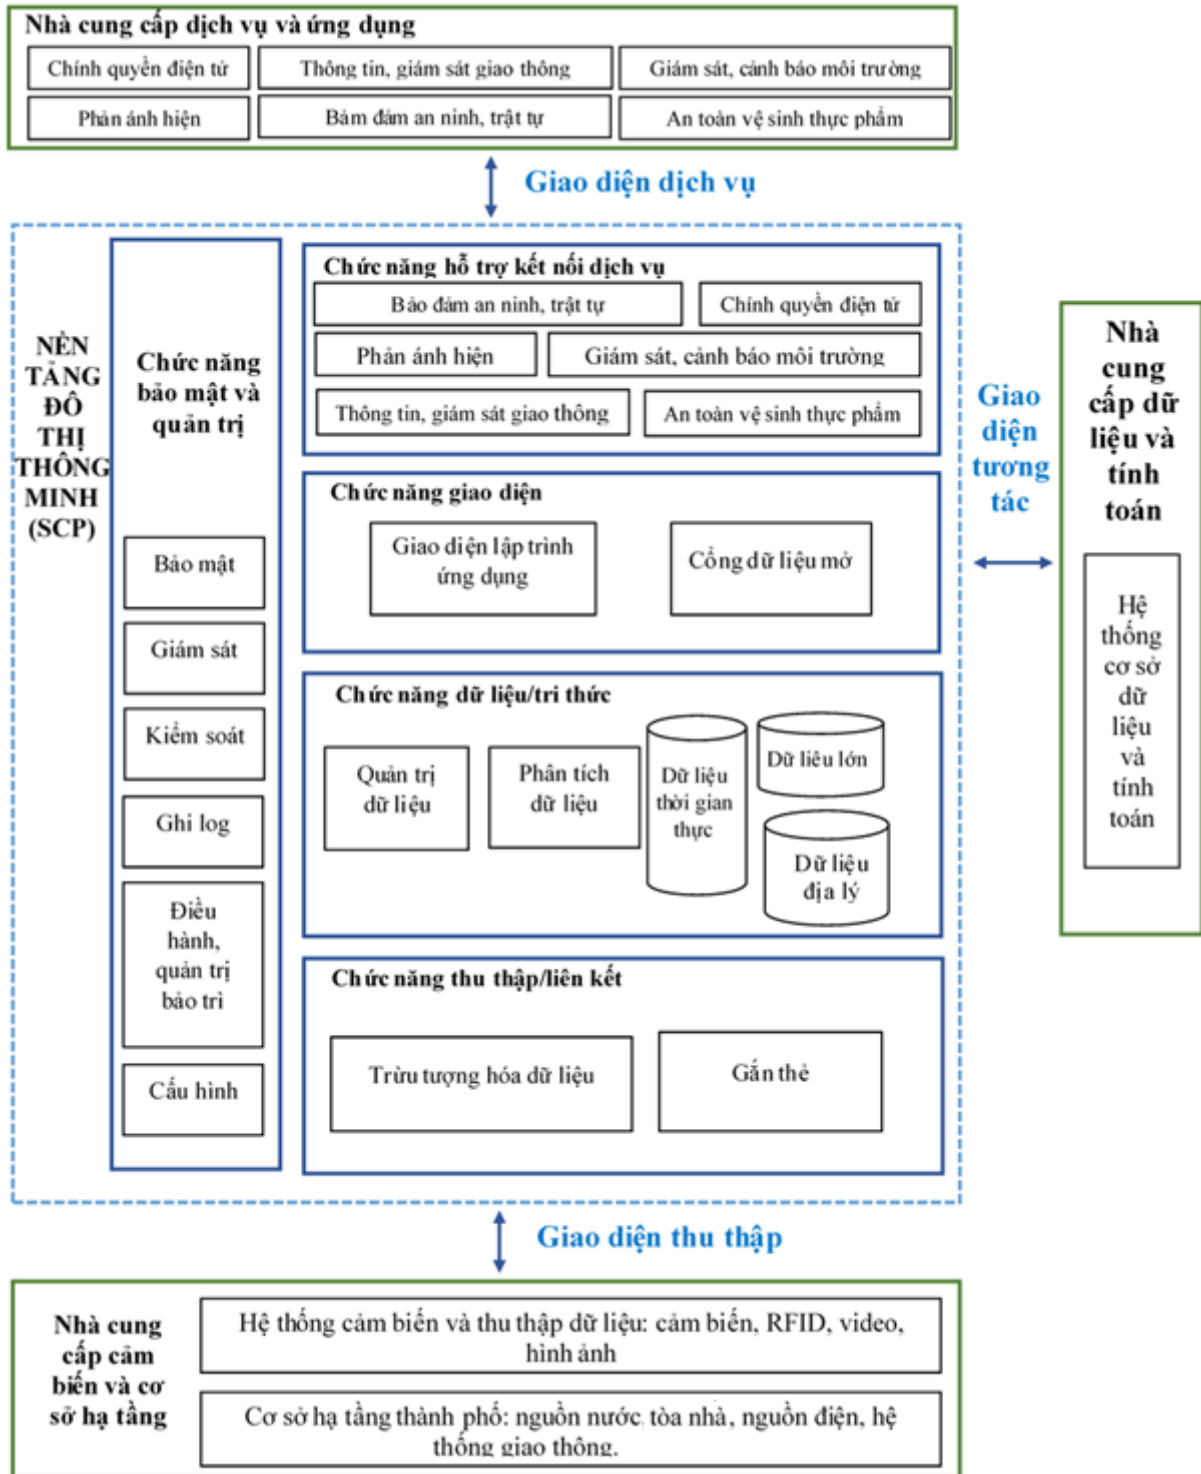 Nhà cung cấp dịch vụ và ứng dụng
Chính quyền điện tử
Thông tin, giám sát giao thông
Giám sát, cảnh báo môi trường
Phản ánh hiện
Bảm đảm an ninh, trật tự
An toàn vệ sinh thực phẩm
Giao diện dịch vụ
NỀN
TẢNG
ĐÔ
THỊ
THÔNG
MINH
(SCP)
Chức năng
bảo mật và
quản trị
Bảo mật
Giám sát
Kiểm soát
Ghi log
Điều
hành,
quản trị
bảo trì
Cấu hình
Chức năng hỗ trợ kết nối dịch vụ
Bảo đảm an ninh, trật tự
Chính quyền điện tử
Phản ánh hiện
Giám sát, cảnh báo môi trường
Thông tin, giám sát giao thông
An toàn vệ sinh thực phẩm
Chức năng giao diện
Giao diện lập trình
ứng dụng
Cổng dữ liệu mở
Chức năng dữ liệu/tri thức
Quản trị
dữ liệu
Phân tích
dữ liệu
Dữ liệu
thời gian
thực
Dữ liêu lớn
Dữ liệu
địa lý
Chức năng thu thập/liên kết
Trừu tượng hóa dữ liệu
Gắn thẻ
Giao
diện
tương
tác
Nhà
cung
cấp dữ
liệu và
tính
toán
Hệ
thống
cơ sở
dữ
liệu
và
tính
toán
Giao diện thu thập
Nhà cung
cấp cảm
biến và cơ
sở hạ tầng
Hệ thống cảm biến và thu thập dữ liệu: cảm biến, RFID, video,
hình ảnh
Cơ sở hạ tầng thành phố: nguồn nước, tòa nhà, nguồn điện, hệ
thống giao thông.